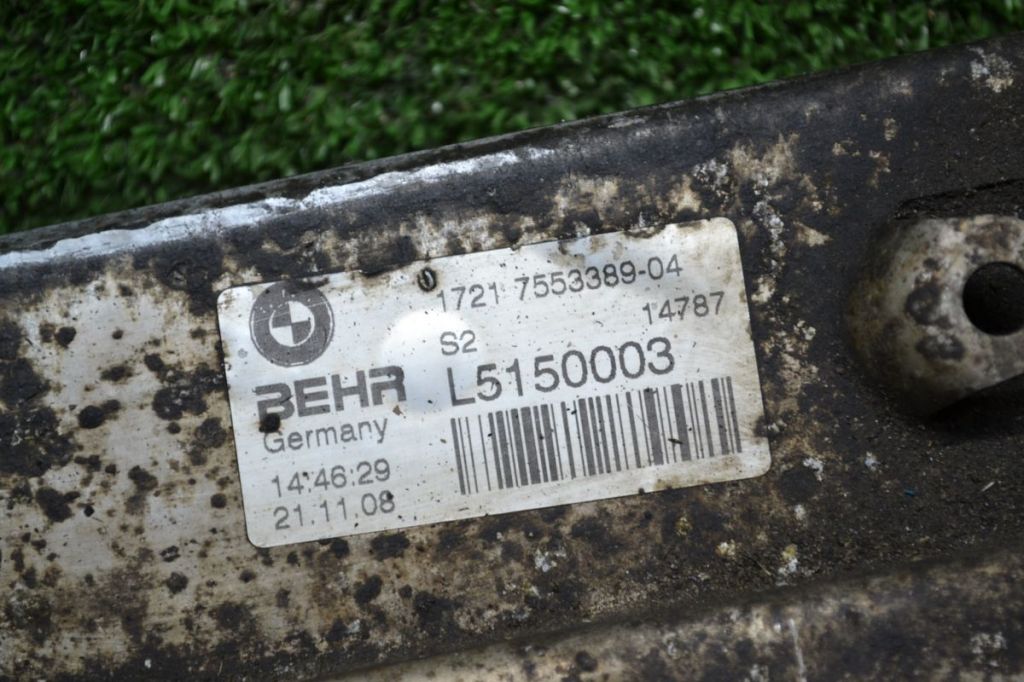 1721 7553389-04
S2 14787
BEHR L5150003
Germany
14:46:29
21.11.08